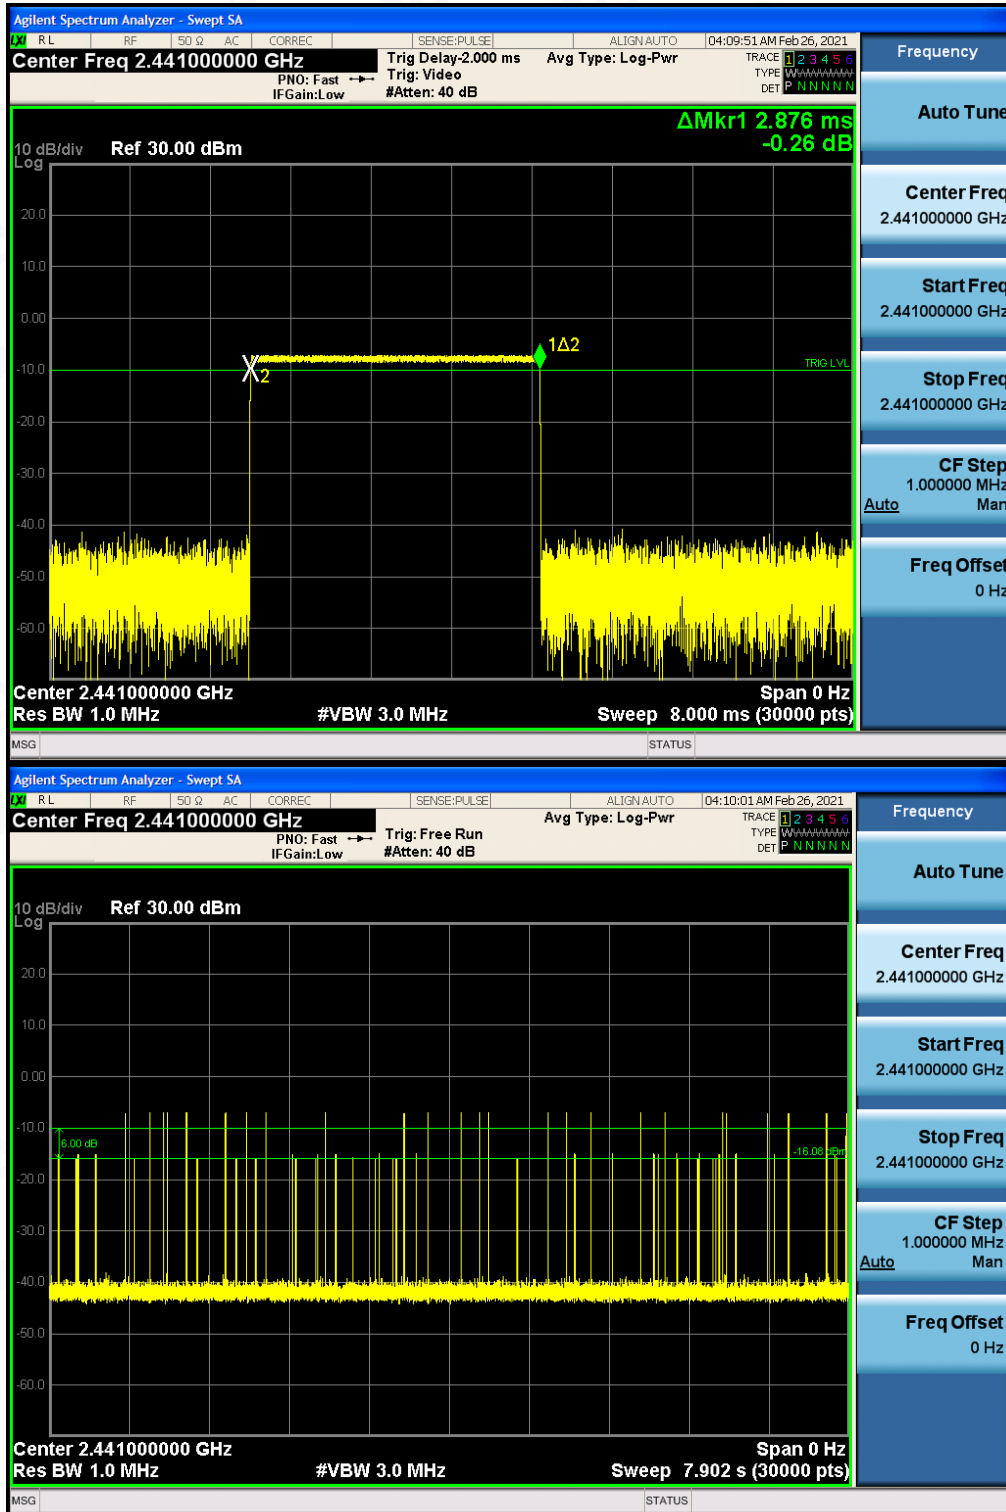 Agilent Spectrum Analyzer - Swept SA
LXI RL RF 50 Ω AC CORREC SENSE:PULSE ALIGN AUTO 04:09:51 AM Feb 26, 2021
Center Freq 2.441000000 GHz
PNO: Fast
IFGain:Low
Trig Delay-2.000 ms
Trig: Video
#Atten: 40 dB
Avg Type: Log-Pwr
TRACE 1 2 3 4 5 6
TYPE WWWWWW
DET P N N N N N
ΔMkr1 2.876 ms
-0.26 dB
10 dB/div Ref 30.00 dBm
Log
20.0
10.0
0.00
1Δ2
TRIG LVL
-10.0
2
-20.0
-30.0
-40.0
-50.0
-60.0
Center 2.441000000 GHz Span 0 Hz
Res BW 1.0 MHz #VBW 3.0 MHz Sweep 8.000 ms (30000 pts)
MSG STATUS
Frequency
Auto Tune
Center Freq
2.441000000 GHz
Start Freq
2.441000000 GHz
Stop Freq
2.441000000 GHz
CF Step
1.000000 MHz
Auto Man
Freq Offset
0 Hz
Agilent Spectrum Analyzer - Swept SA
LXI RL RF 50 Ω AC CORREC SENSE:PULSE ALIGN AUTO 04:10:01 AM Feb 26, 2021
Center Freq 2.441000000 GHz
PNO: Fast
IFGain:Low
Trig: Free Run
#Atten: 40 dB
Avg Type: Log-Pwr
TRACE 1 2 3 4 5 6
TYPE WWWWWW
DET P N N N N N
10 dB/div Ref 30.00 dBm
Log
20.0
10.0
0.00
-10.0
6.00 dB
-16.08 dBm
-20.0
-30.0
-40.0
-50.0
-60.0
Center 2.441000000 GHz Span 0 Hz
Res BW 1.0 MHz #VBW 3.0 MHz Sweep 7.902 s (30000 pts)
MSG STATUS
Frequency
Auto Tune
Center Freq
2.441000000 GHz
Start Freq
2.441000000 GHz
Stop Freq
2.441000000 GHz
CF Step
1.000000 MHz
Auto Man
Freq Offset
0 Hz